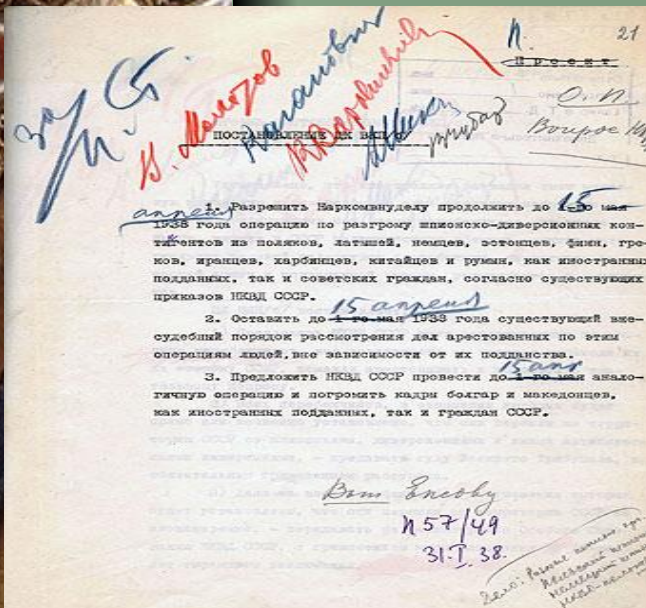 П. 21
Проект
за И. Ст.
В. Молотов
Каганович
К Ворошилов
А Микоян
О. П.
Вопрос НКВД
ПОСТАНОВЛЕНИЕ ЦК ВКП/б/
1. Разрешить Наркомвнуделу продолжить до 1-го мая 15
апреля
1938 года операцию по разгрому шпионско-диверсионных кон-
тингентов из поляков, латышей, немцев, эстонцев, финн, гре-
ков, иранцев, харбинцев, китайцев и румын, как иностранных
подданных, так и советских граждан, согласно существующих
приказов НКВД СССР.
15 апреля
2. Оставить до 1-го мая 1938 года существующий вне-
судебный порядок рассмотрения дел арестованных по этим
операциям людей, вне зависимости от их подданства.
15 апр
3. Предложить НКВД СССР провести до 1-го мая анало-
гичную операцию и погромить кадры болгар и македонцев,
как иностранных подданных, так и граждан СССР.
Вып Ежову
П 57/49
31.I.38.